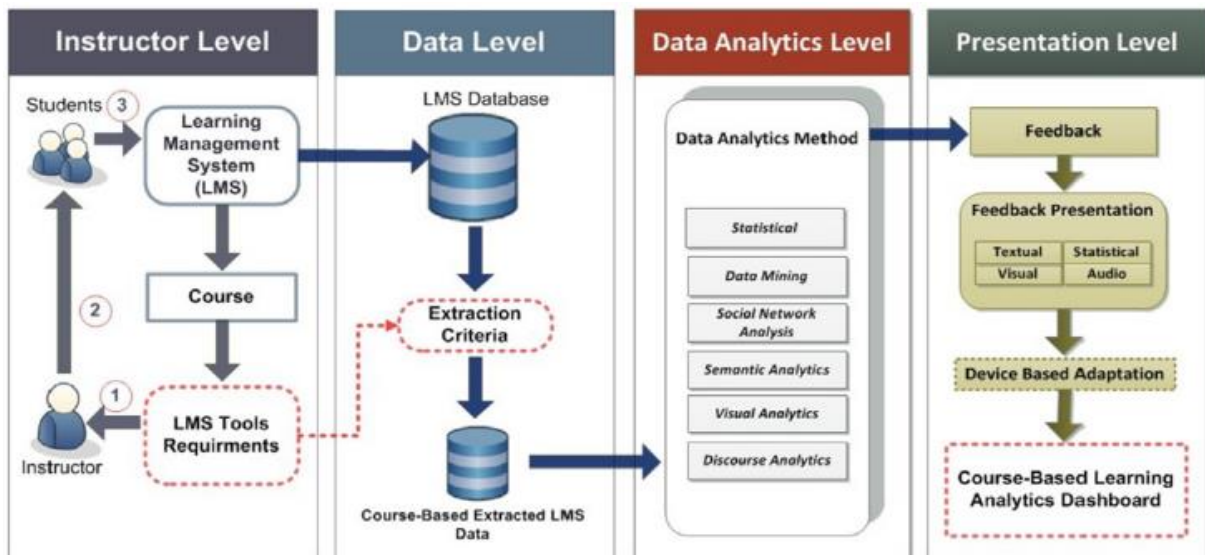 Instructor Level
Data Level
Data Analytics Level
Presentation Level
Students
3
Learning
Management
System
(LMS)
Course
2
1
Instructor
LMS Tools
Requirments
LMS Database
Extraction
Criteria
Course-Based Extracted LMS
Data
Data Analytics Method
Statistical
Data Mining
Social Network
Analysis
Semantic Analytics
Visual Analytics
Discourse Analytics
Feedback
Feedback Presentation
Textual
Statistical
Visual
Audio
Device Based Adaptation
Course-Based Learning
Analytics Dashboard